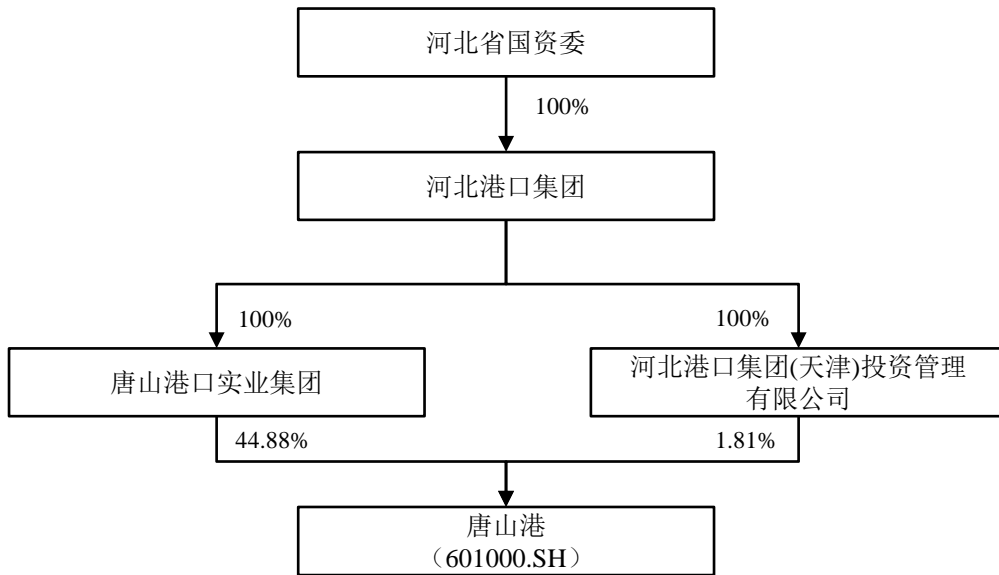 河北省国资委
100%
河北港口集团
100%
100%
唐山港口实业集团
河北港口集团(天津)投资管理
有限公司
44.88%
1.81%
唐山港
（601000.SH）